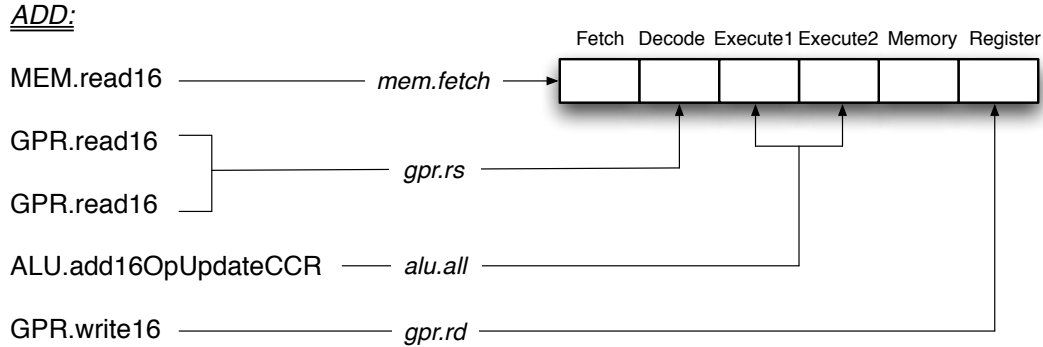 ADD:
Fetch Decode Execute1 Execute2 Memory Register
MEM.read16 mem.fetch
GPR.read16
gpr.rs
GPR.read16
ALU.add16OpUpdateCCR alu.all
GPR.write16 gpr.rd